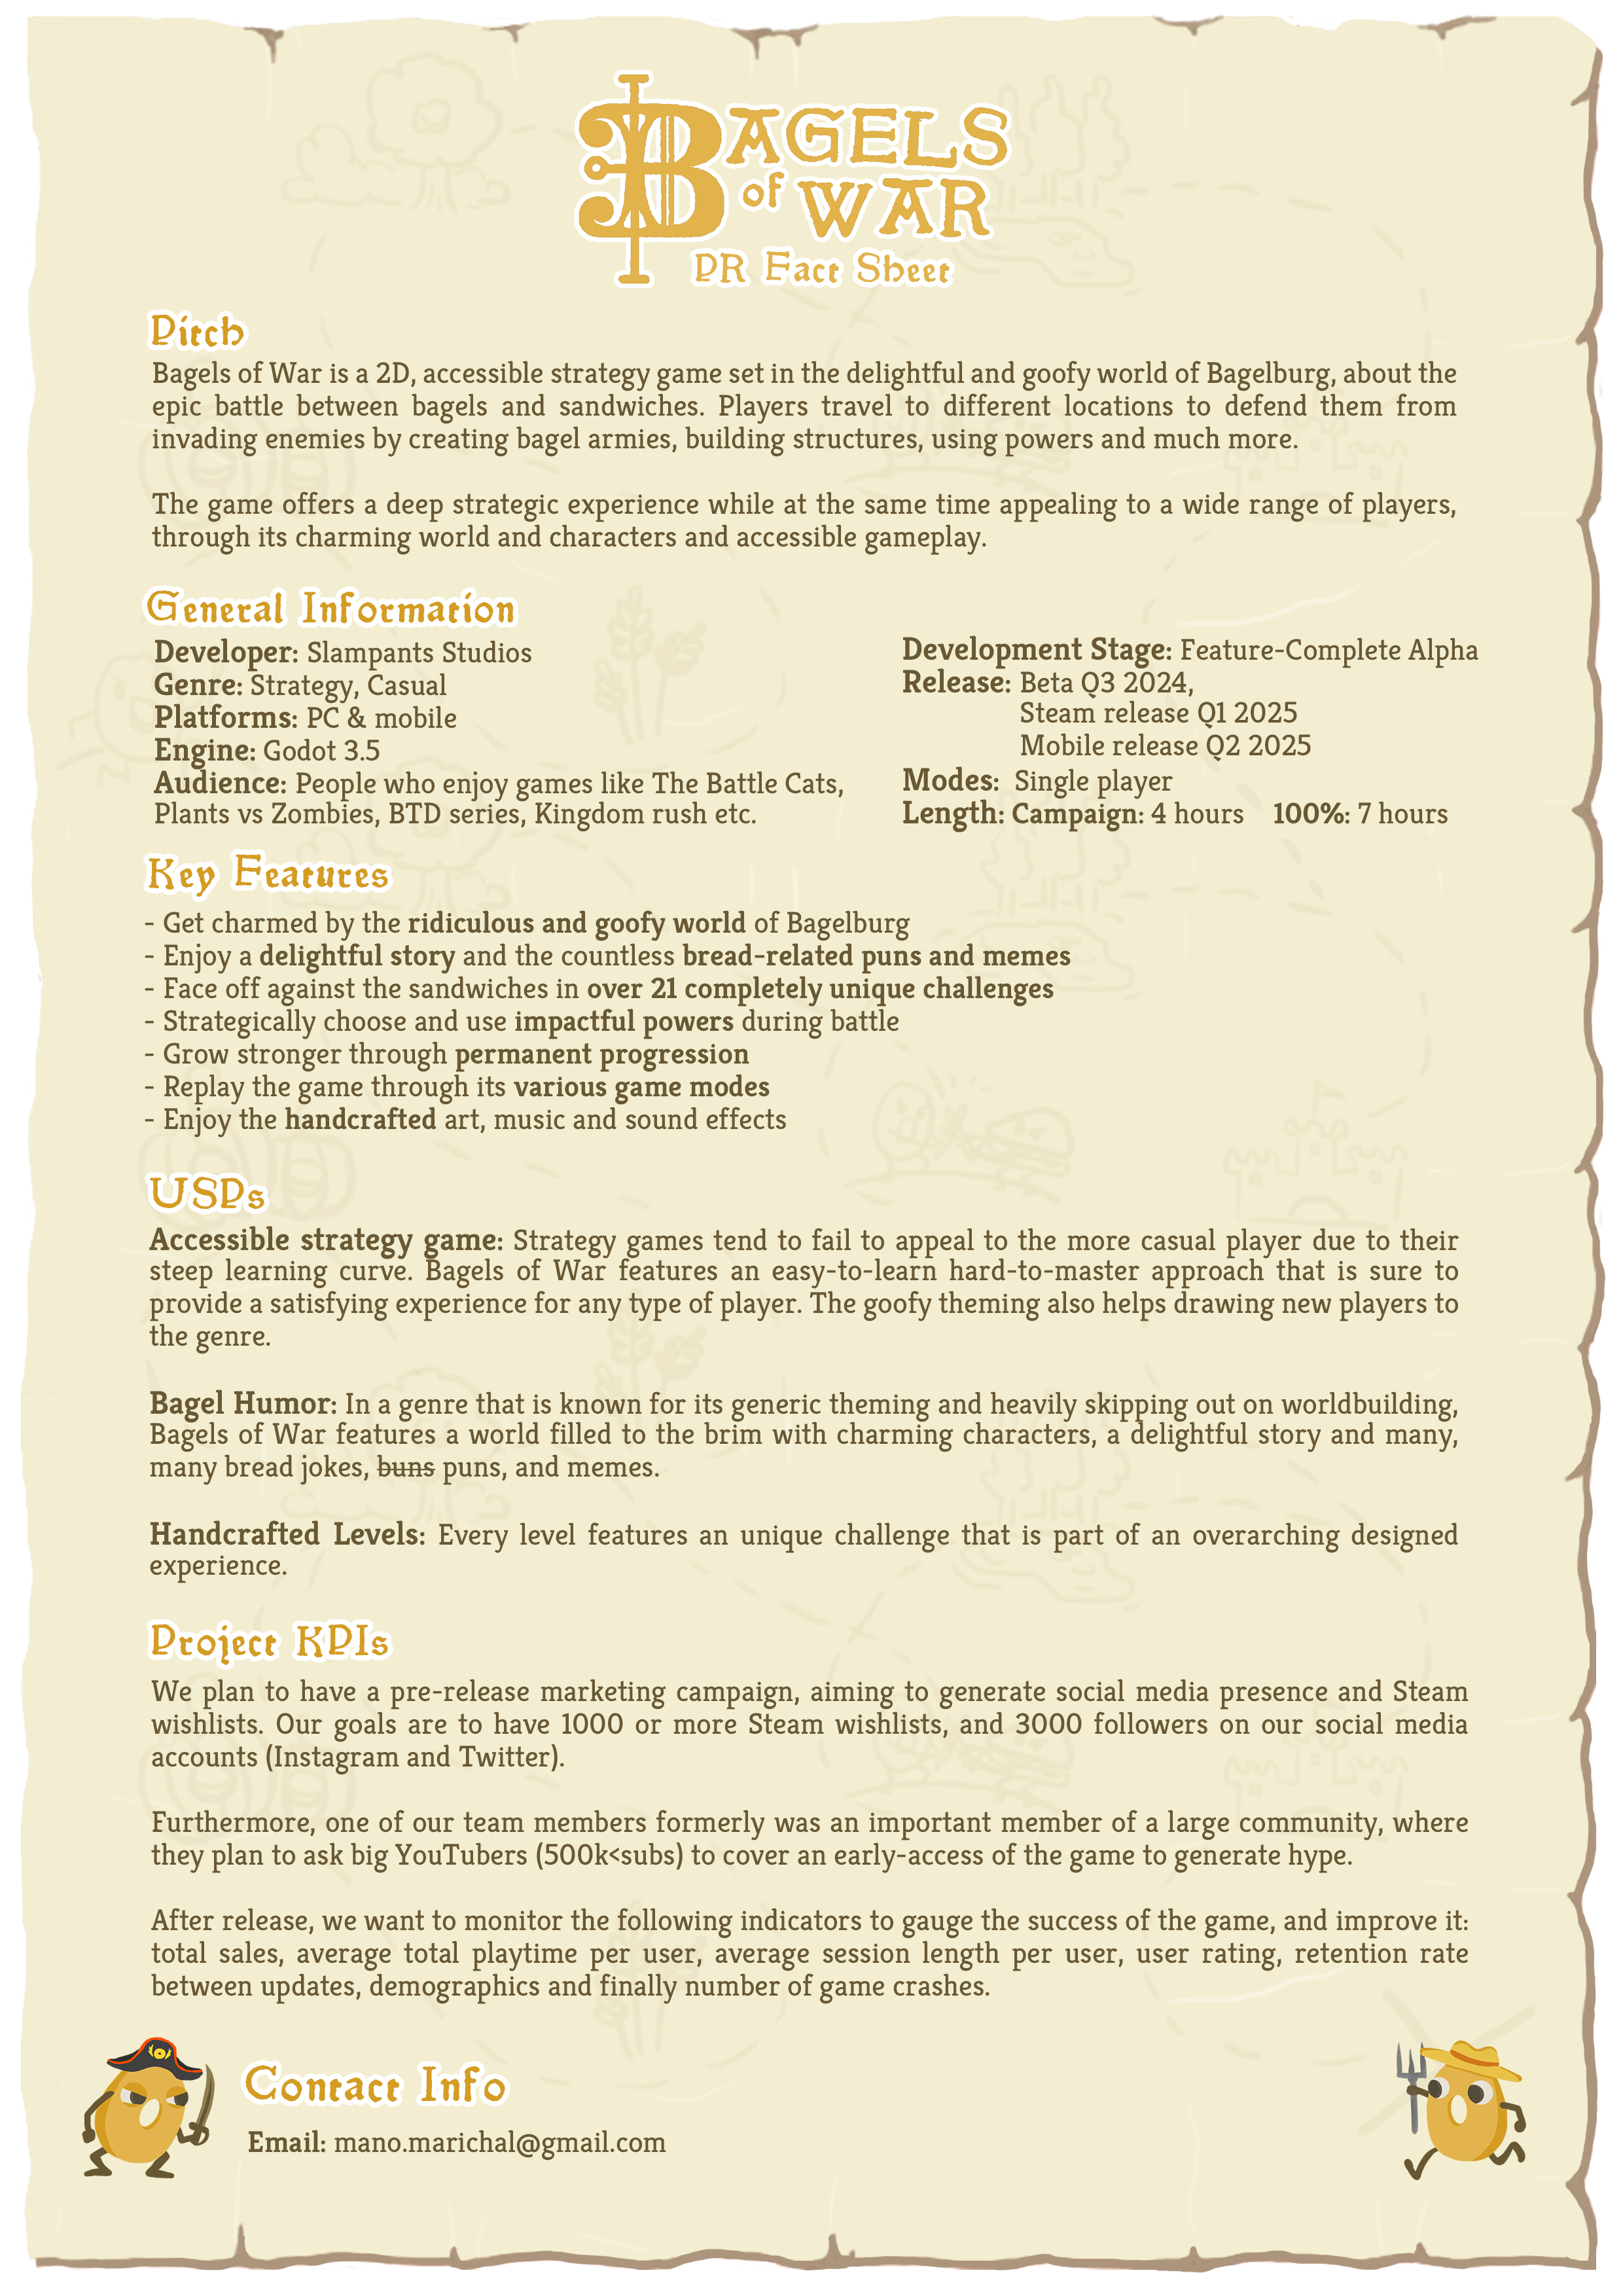 BAGELS
of WAR
PR Fact Sheet
Pitch
Bagels of War is a 2D, accessible strategy game set in the delightful and goofy world of Bagelburg, about the
epic battle between bagels and sandwiches. Players travel to different locations to defend them from
invading enemies by creating bagel armies, building structures, using powers and much more.
The game offers a deep strategic experience while at the same time appealing to a wide range of players,
through its charming world and characters and accessible gameplay.
General Information
Developer: Slampants Studios
Genre: Strategy, Casual
Platforms: PC & mobile
Engine: Godot 3.5
Audience: People who enjoy games like The Battle Cats,
Plants vs Zombies, BTD series, Kingdom rush etc.
Development Stage: Feature-Complete Alpha
Release: Beta Q3 2024,
Steam release Q1 2025
Mobile release Q2 2025
Modes: Single player
Length: Campaign: 4 hours 100%: 7 hours
Key Features
- Get charmed by the ridiculous and goofy world of Bagelburg
- Enjoy a delightful story and the countless bread-related puns and memes
- Face off against the sandwiches in over 21 completely unique challenges
- Strategically choose and use impactful powers during battle
- Grow stronger through permanent progression
- Replay the game through its various game modes
- Enjoy the handcrafted art, music and sound effects
USPs
Accessible strategy game: Strategy games tend to fail to appeal to the more casual player due to their
steep learning curve. Bagels of War features an easy-to-learn hard-to-master approach that is sure to
provide a satisfying experience for any type of player. The goofy theming also helps drawing new players to
the genre.
Bagel Humor: In a genre that is known for its generic theming and heavily skipping out on worldbuilding,
Bagels of War features a world filled to the brim with charming characters, a delightful story and many,
many bread jokes, buns puns, and memes.
Handcrafted Levels: Every level features an unique challenge that is part of an overarching designed
experience.
Project KPIs
We plan to have a pre-release marketing campaign, aiming to generate social media presence and Steam
wishlists. Our goals are to have 1000 or more Steam wishlists, and 3000 followers on our social media
accounts (Instagram and Twitter).
Furthermore, one of our team members formerly was an important member of a large community, where
they plan to ask big YouTubers (500k<subs) to cover an early-access of the game to generate hype.
After release, we want to monitor the following indicators to gauge the success of the game, and improve it:
total sales, average total playtime per user, average session length per user, user rating, retention rate
between updates, demographics and finally number of game crashes.
Contact Info
Email: mano.marichal@gmail.com